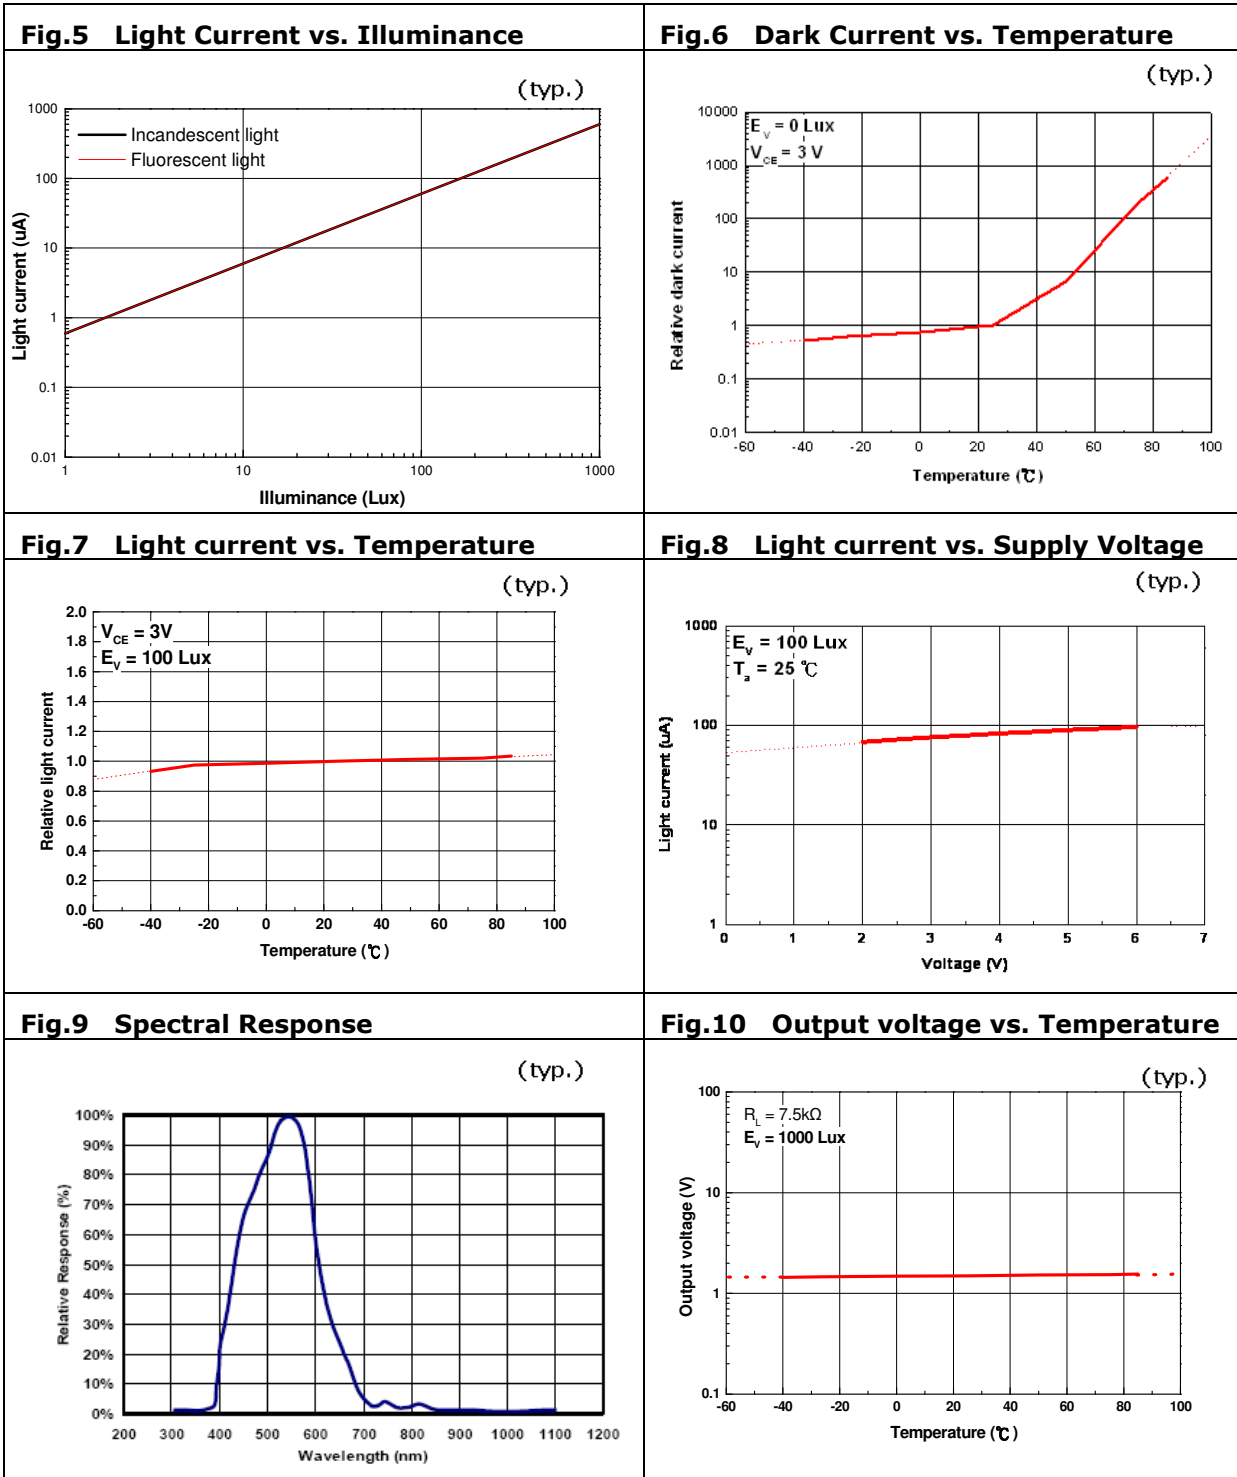 Fig.5 Light Current vs. Illuminance
(typ.)
1000
100
10
1
0.1
0.01
Incandescent light
Fluorescent light
Light current (uA)
1 10 100 1000
Illuminance (Lux)
Fig.6 Dark Current vs. Temperature
(typ.)
10000
1000
100
10
1
0.1
0.01
Ev = 0 Lux
VCE = 3 V
Relative dark current
-60 -40 -20 0 20 40 60 80 100
Temperature (℃)
Fig.7 Light current vs. Temperature
(typ.)
2.0
1.8
1.6
1.4
1.2
1.0
0.8
0.6
0.4
0.2
0.0
VCE = 3V
EV = 100 Lux
Relative light current
-60 -40 -20 0 20 40 60 80 100
Temperature (℃)
Fig.8 Light current vs. Supply Voltage
(typ.)
1000
100
10
1
Ev = 100 Lux
Ta = 25 ℃
Light current (uA)
0 1 2 3 4 5 6 7
Voltage (V)
Fig.9 Spectral Response
(typ.)
100%
90%
80%
70%
60%
50%
40%
30%
20%
10%
0%
Relative Response (%)
200 300 400 500 600 700 800 900 1000 1100 1200
Wavelength (nm)
Fig.10 Output voltage vs. Temperature
(typ.)
100
10
1
0.1
RL = 7.5kΩ
EV = 1000 Lux
Output voltage (V)
-60 -40 -20 0 20 40 60 80 100
Temperature (℃)